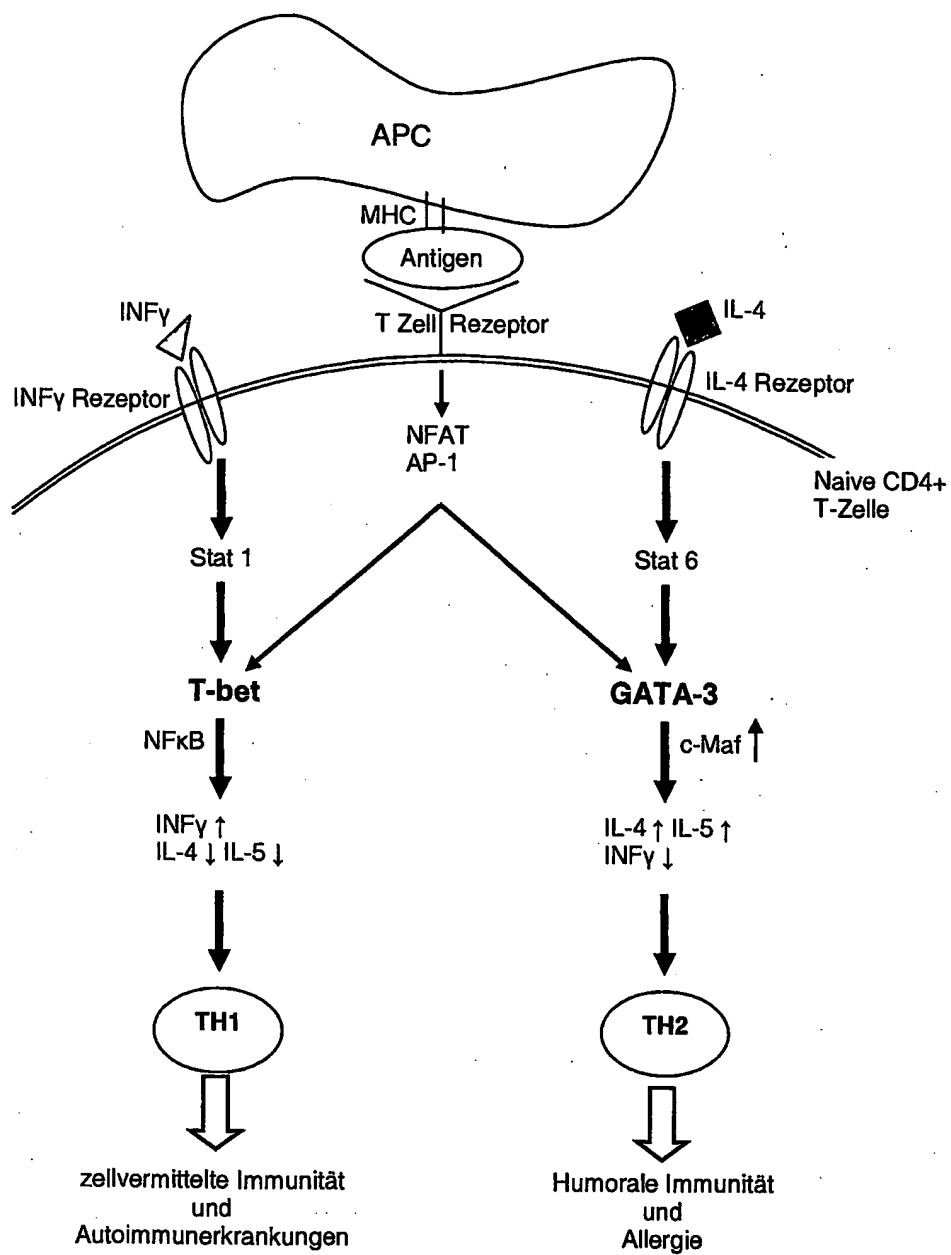 APC
MHC
Antigen
T Zell Rezeptor
INFγ
INFγ Rezeptor
IL-4
IL-4 Rezeptor
NFAT
AP-1
Naive CD4+
T-Zelle
Stat 1
Stat 6
T-bet
GATA-3
NFκB
c-Maf ↑
INFγ ↑
IL-4 ↓ IL-5 ↓
IL-4 ↑ IL-5 ↑
INFγ ↓
TH1
TH2
zellvermittelte Immunität
und
Autoimmunerkrankungen
Humorale Immunität
und
Allergie